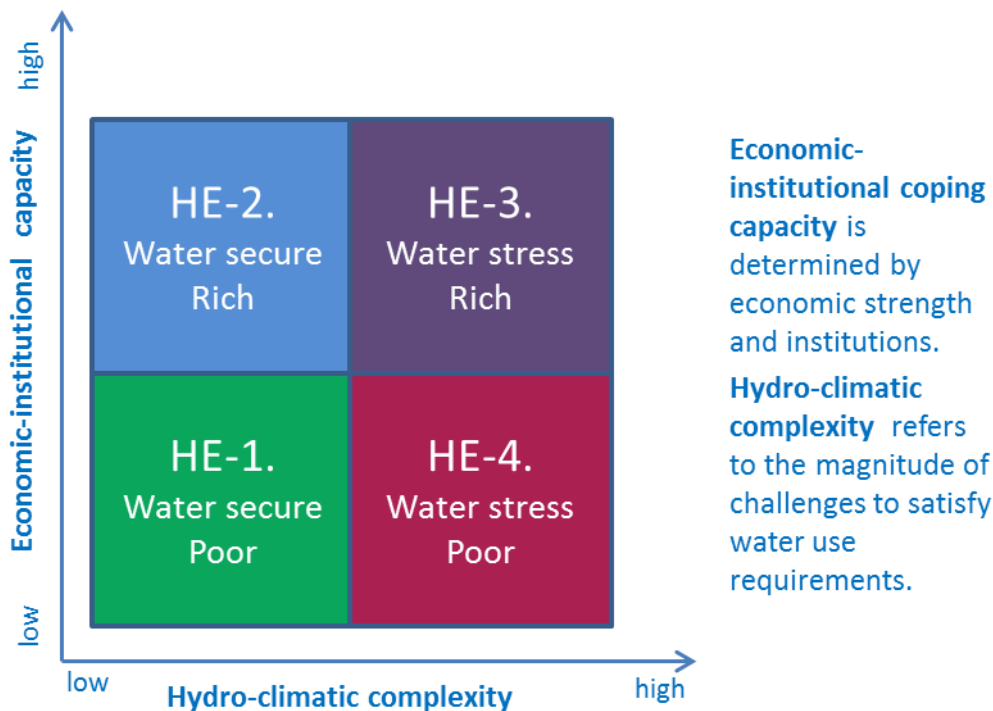 high
Economic-institutional capacity
low
HE-2.
Water secure
Rich
HE-3.
Water stress
Rich
HE-1.
Water secure
Poor
HE-4.
Water stress
Poor
low
Hydro-climatic complexity
high
Economic-
institutional coping
capacity is
determined by
economic strength
and institutions.
Hydro-climatic
complexity refers
to the magnitude of
challenges to satisfy
water use
requirements.